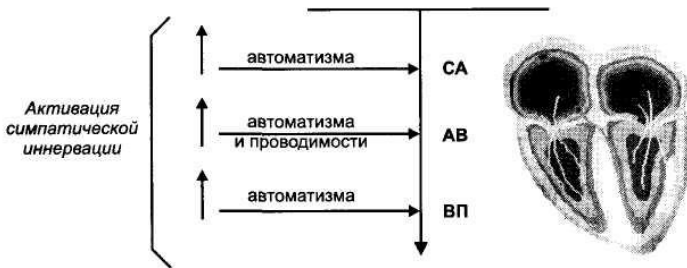 автоматизма
СА
Активация
симпатической
иннервации
автоматизма
и проводимости
АВ
автоматизма
ВП